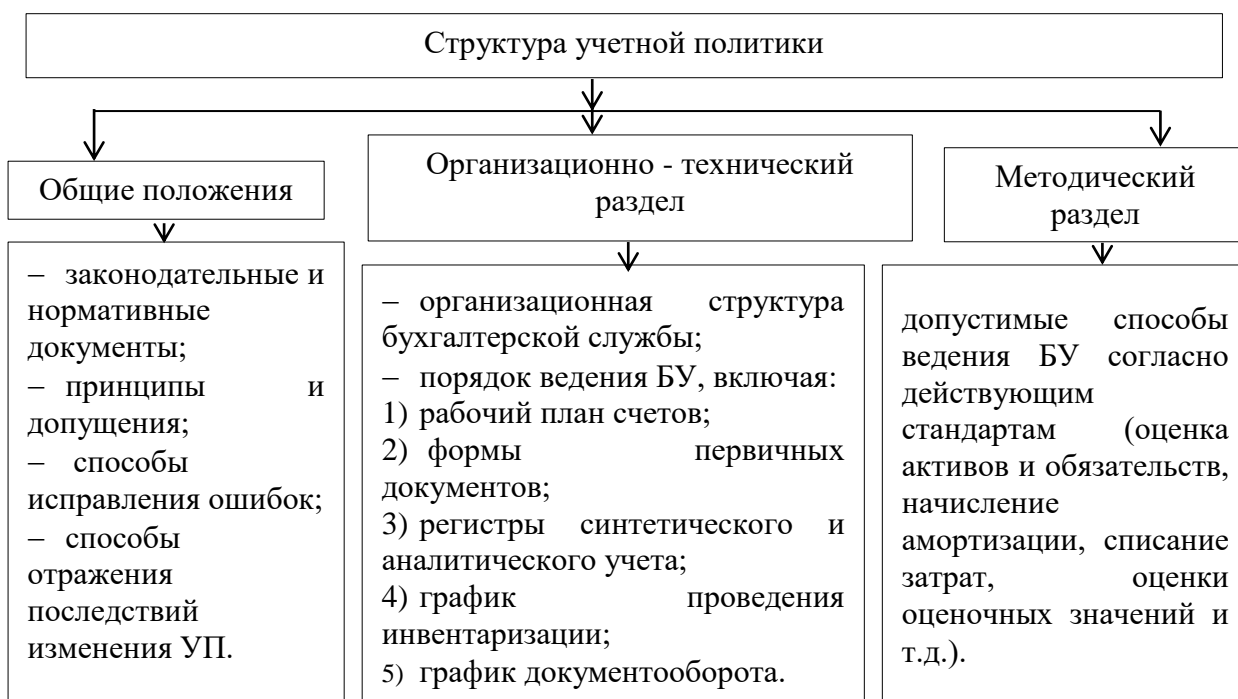 Структура учетной политики
Общие положения
– законодательные и
нормативные
документы;
– принципы и
допущения;
– способы
исправления ошибок;
– способы
отражения
последствий
изменения УП.
Организационно - технический
раздел
– организационная структура
бухгалтерской службы;
– порядок ведения БУ, включая:
1) рабочий план счетов;
2) формы первичных
документов;
3) регистры синтетического и
аналитического учета;
4) график проведения
инвентаризации;
5) график документооборота.
Методический
раздел
допустимые способы
ведения БУ согласно
действующим
стандартам (оценка
активов и обязательств,
начисление
амортизации, списание
затрат, оценки
оценочных значений и
т.д.).